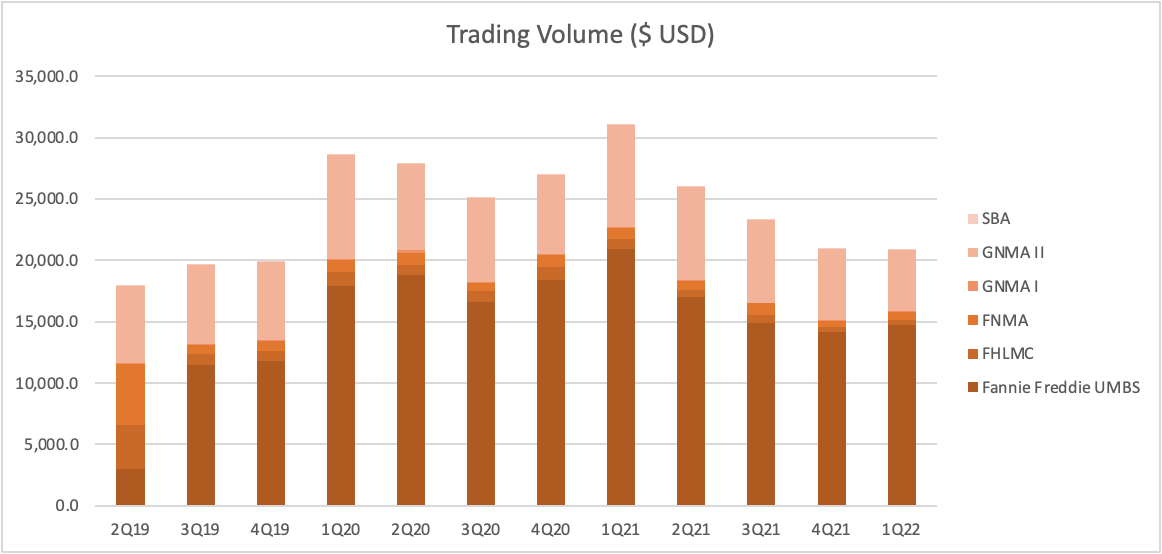 Trading Volume ($ USD)
35,000.0
30,000.0
25,000.0
20,000.0
15,000.0
10,000.0
5,000.0
0.0
2Q19 3Q19 4Q19 1Q20 2Q20 3Q20 4Q20 1Q21 2Q21 3Q21 4Q21 1Q22
SBA
GNMA II
GNMA I
FNMA
FHLMC
Fannie Freddie UMBS